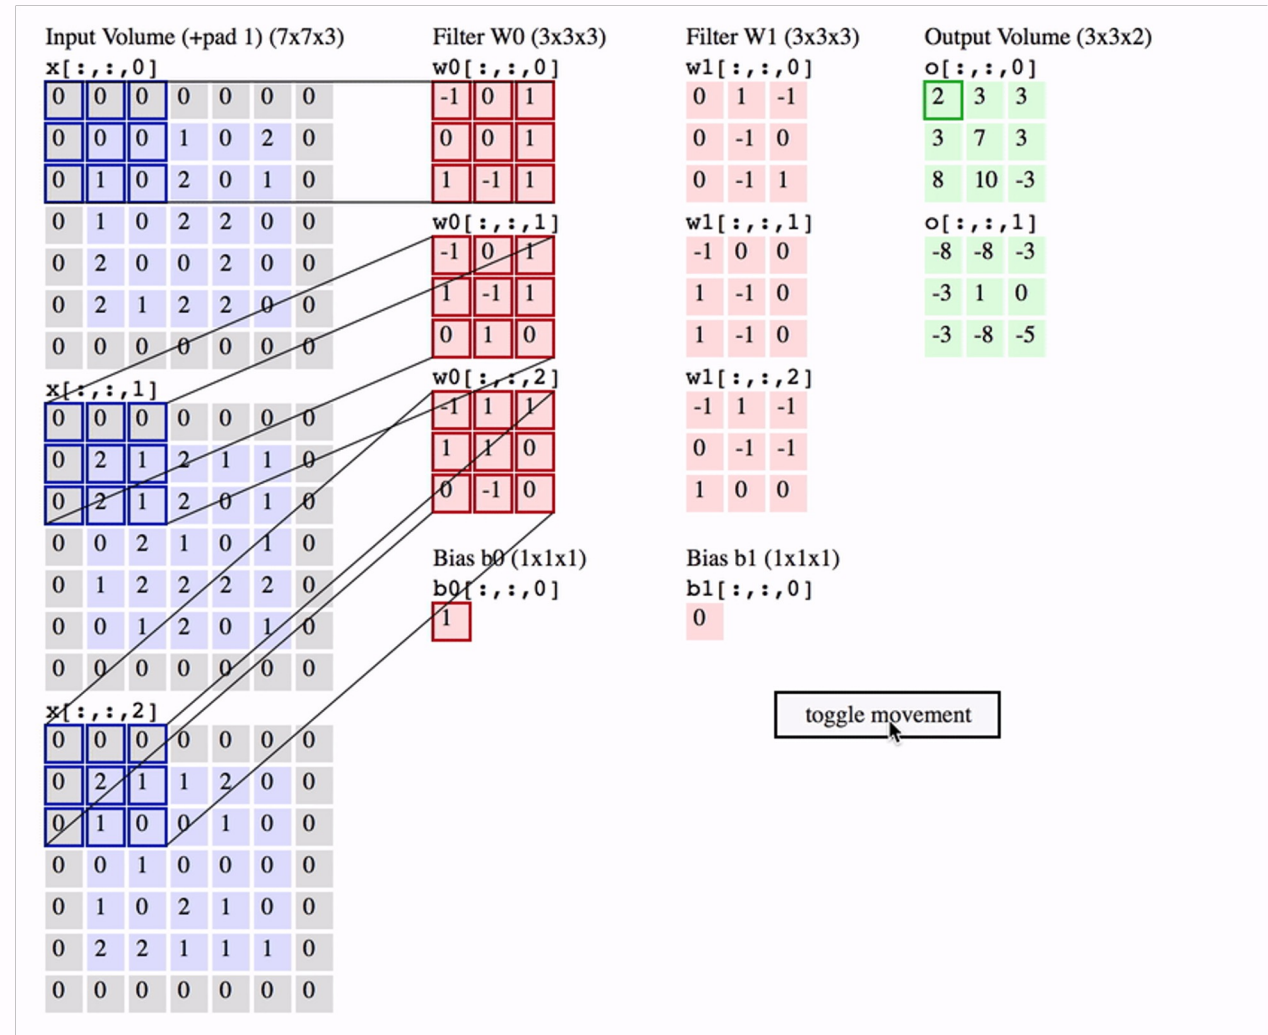 Input Volume (+pad 1) (7x7x3)
x[:,:,0]
0 0 0 0 0 0 0
0 0 0 1 0 2 0
0 1 0 2 0 1 0
0 1 0 2 2 0 0
0 2 0 0 2 0 0
0 2 1 2 2 0 0
0 0 0 0 0 0 0
x[:,:,1]
0 0 0 0 0 0 0
0 2 1 2 1 1 0
0 2 1 2 0 1 0
0 0 2 1 0 1 0
0 1 2 2 2 2 0
0 0 1 2 0 1 0
0 0 0 0 0 0 0
x[:,:,2]
0 0 0 0 0 0 0
0 2 1 1 2 0 0
0 1 0 0 1 0 0
0 0 1 0 0 0 0
0 1 0 2 1 0 0
0 2 2 1 1 1 0
0 0 0 0 0 0 0
Filter W0 (3x3x3)
w0[:,:,0]
-1 0 1
0 0 1
1 -1 1
w0[:,:,1]
-1 0 1
1 -1 1
0 1 0
w0[:,:,2]
-1 1 1
1 1 0
0 -1 0
Bias b0 (1x1x1)
b0[:,:,0]
1
Filter W1 (3x3x3)
w1[:,:,0]
0 1 -1
0 -1 0
0 -1 1
w1[:,:,1]
-1 0 0
1 -1 0
1 -1 0
w1[:,:,2]
-1 1 -1
0 -1 -1
1 0 0
Bias b1 (1x1x1)
b1[:,:,0]
0
Output Volume (3x3x2)
o[:,:,0]
2 3 3
3 7 3
8 10 -3
o[:,:,1]
-8 -8 -3
-3 1 0
-3 -8 -5
toggle movement